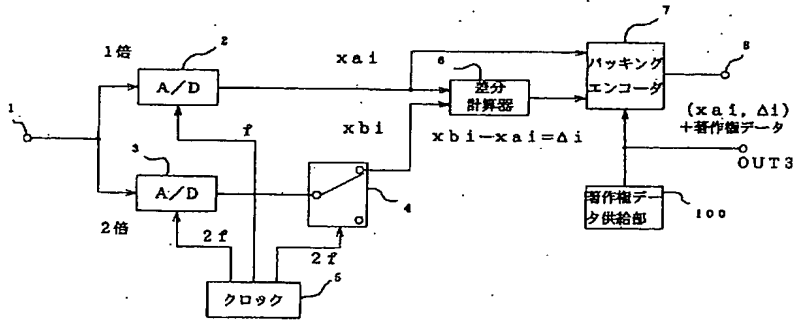 1
1倍
2
A/D
xai
f
3
A/D
2倍
2f
xbi
4
2f
クロック
5
6
差分
計算器
xbi−xai=Δi
7
パッキング
エンコーダ
8
(xai, Δi)
+著作権データ
OUT3
著作権デー
タ供給部
100